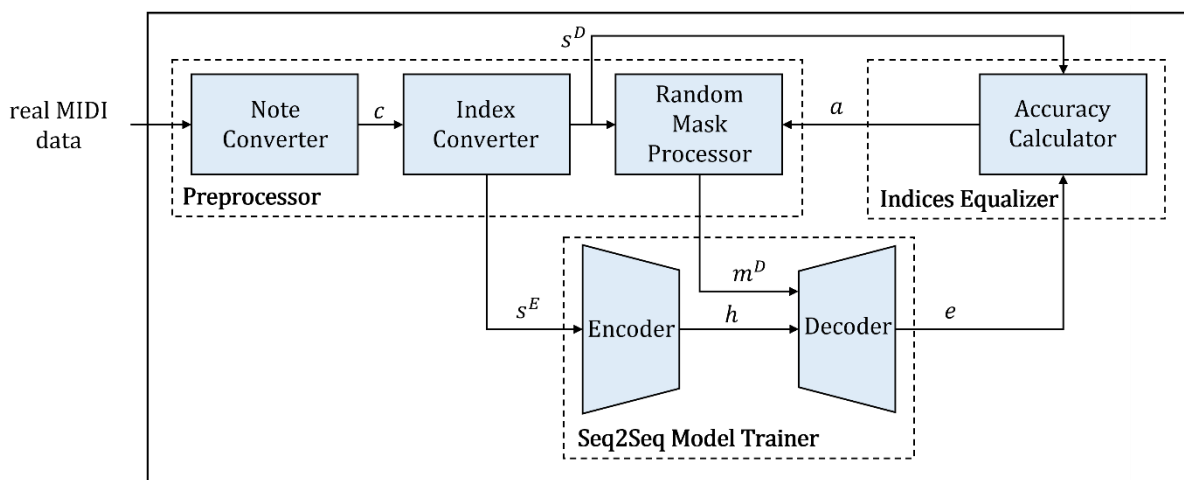 s^D
real MIDI
data
Note
Converter
c
Index
Converter
Random
Mask
Processor
a
Accuracy
Calculator
Preprocessor
Indices Equalizer
m^D
s^E
Encoder
h
Decoder
e
Seq2Seq Model Trainer